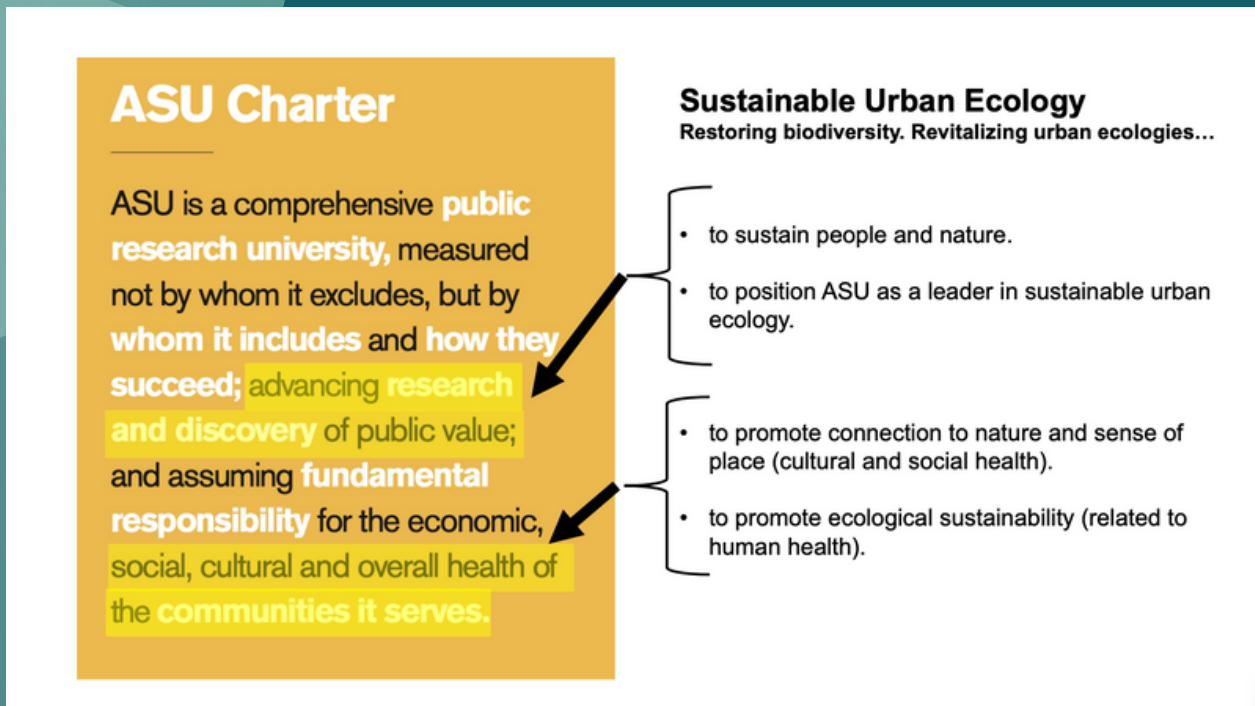 ASU Charter
ASU is a comprehensive public
research university, measured
not by whom it excludes, but by
whom it includes and how they
succeed; advancing research
and discovery of public value;
and assuming fundamental
responsibility for the economic,
social, cultural and overall health of
the communities it serves.
Sustainable Urban Ecology
Restoring biodiversity. Revitalizing urban ecologies…
• to sustain people and nature.
• to position ASU as a leader in sustainable urban
ecology.
• to promote connection to nature and sense of
place (cultural and social health).
• to promote ecological sustainability (related to
human health).